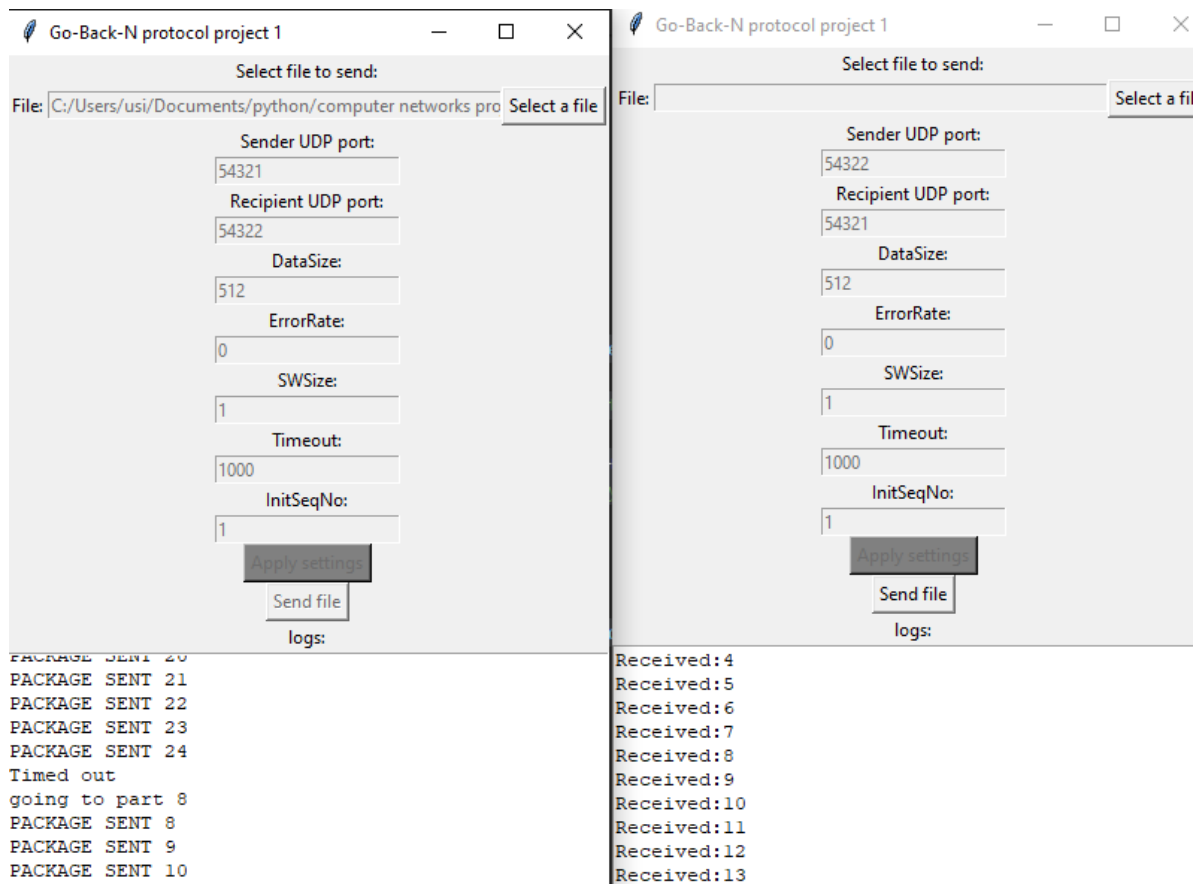 Go-Back-N protocol project 1
Select file to send:
File: C:/Users/usi/Documents/python/computer networks pro Select a file
Sender UDP port:
54321
Recipient UDP port:
54322
DataSize:
512
ErrorRate:
0
SWSize:
1
Timeout:
1000
InitSeqNo:
1
Apply settings
Send file
logs:
PACKAGE SENT 20
PACKAGE SENT 21
PACKAGE SENT 22
PACKAGE SENT 23
PACKAGE SENT 24
Timed out
going to part 8
PACKAGE SENT 8
PACKAGE SENT 9
PACKAGE SENT 10
Go-Back-N protocol project 1
Select file to send:
File: Select a fil
Sender UDP port:
54322
Recipient UDP port:
54321
DataSize:
512
ErrorRate:
0
SWSize:
1
Timeout:
1000
InitSeqNo:
1
Apply settings
Send file
logs:
Received:4
Received:5
Received:6
Received:7
Received:8
Received:9
Received:10
Received:11
Received:12
Received:13